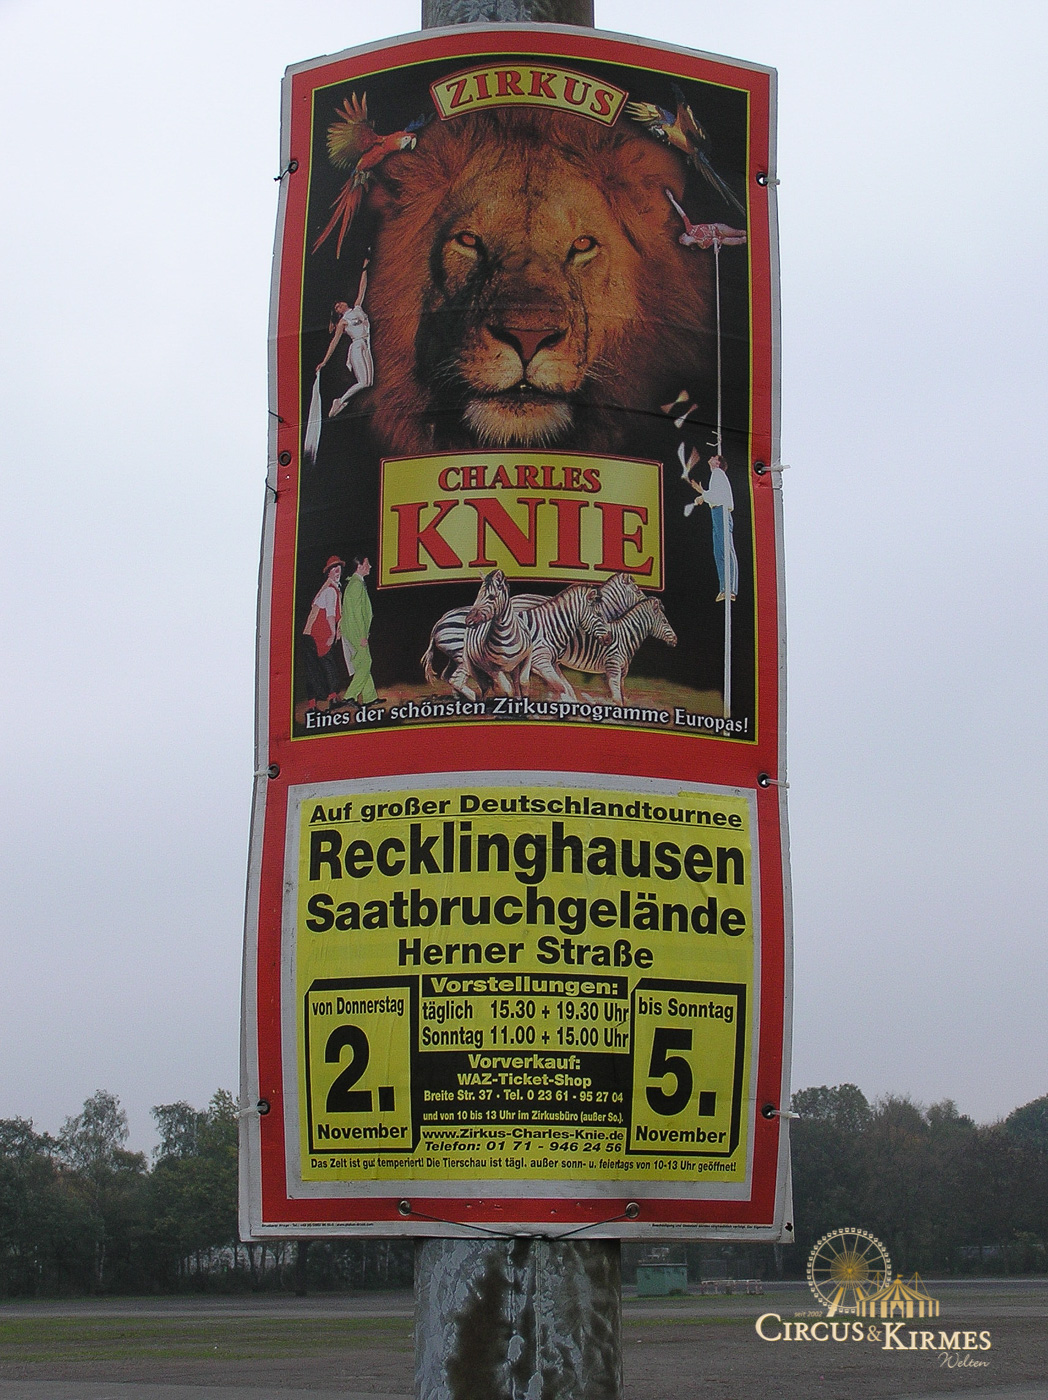 ZIRKUS
CHARLES
KNIE
Eines der schönsten Zirkusprogramme Europas!
Auf großer Deutschlandtournee
Recklinghausen
Saatbruchgelände
Herner Straße
von Donnerstag
2.
November
Vorstellungen:
täglich 15.30 + 19.30 Uhr
Sonntag 11.00 + 15.00 Uhr
Vorverkauf:
WAZ-Ticket-Shop
Breite Str. 37 · Tel. 0 23 61 · 95 27 04
und von 10 bis 13 Uhr im Zirkusbüro (außer So.)
www.Zirkus-Charles-Knie.de
Telefon: 01 71 - 946 24 56
bis Sonntag
5.
November
Das Zelt ist gut temperiert! Die Tierschau ist tägl. außer sonn- u. feiertags von 10-13 Uhr geöffnet!
seit 2002
CIRCUS & KIRMES
Welten